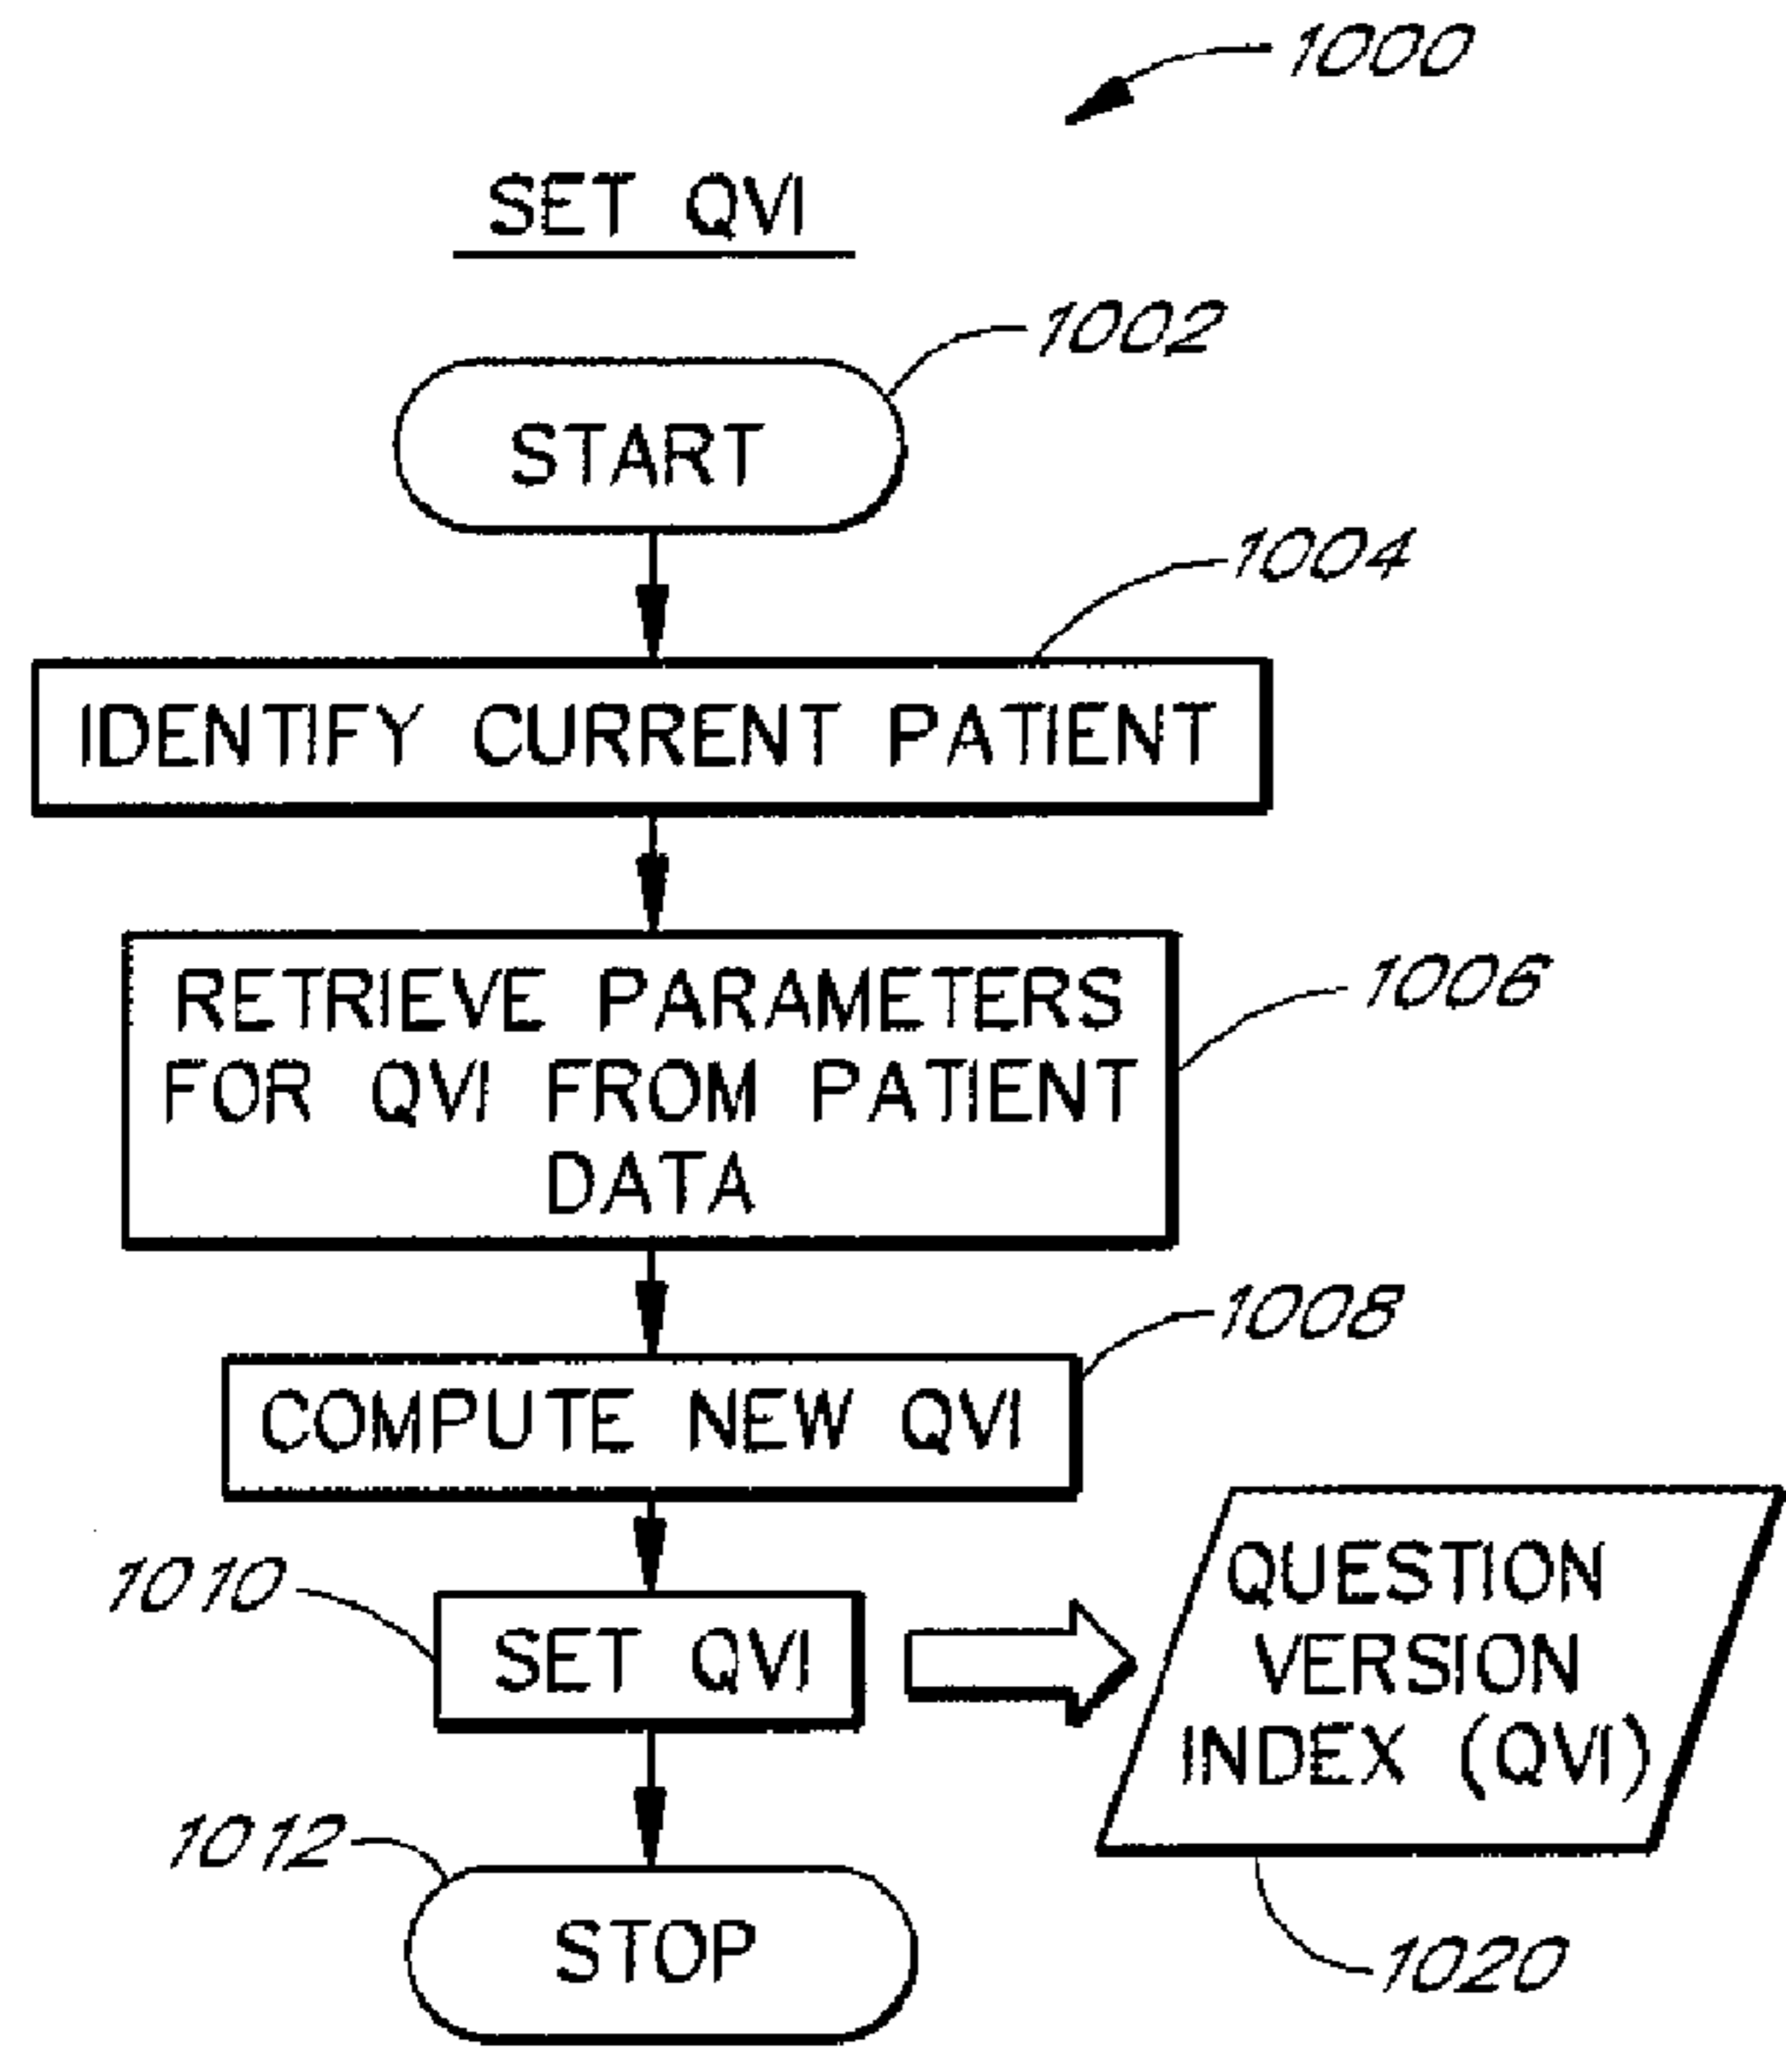 1000
SET QVI
1002
START
1004
IDENTIFY CURRENT PATIENT
RETRIEVE PARAMETERS
FOR QVI FROM PATIENT
DATA
1006
1008
COMPUTE NEW QVI
1010
SET QVI
QUESTION
VERSION
INDEX (QVI)
1012
STOP
1020